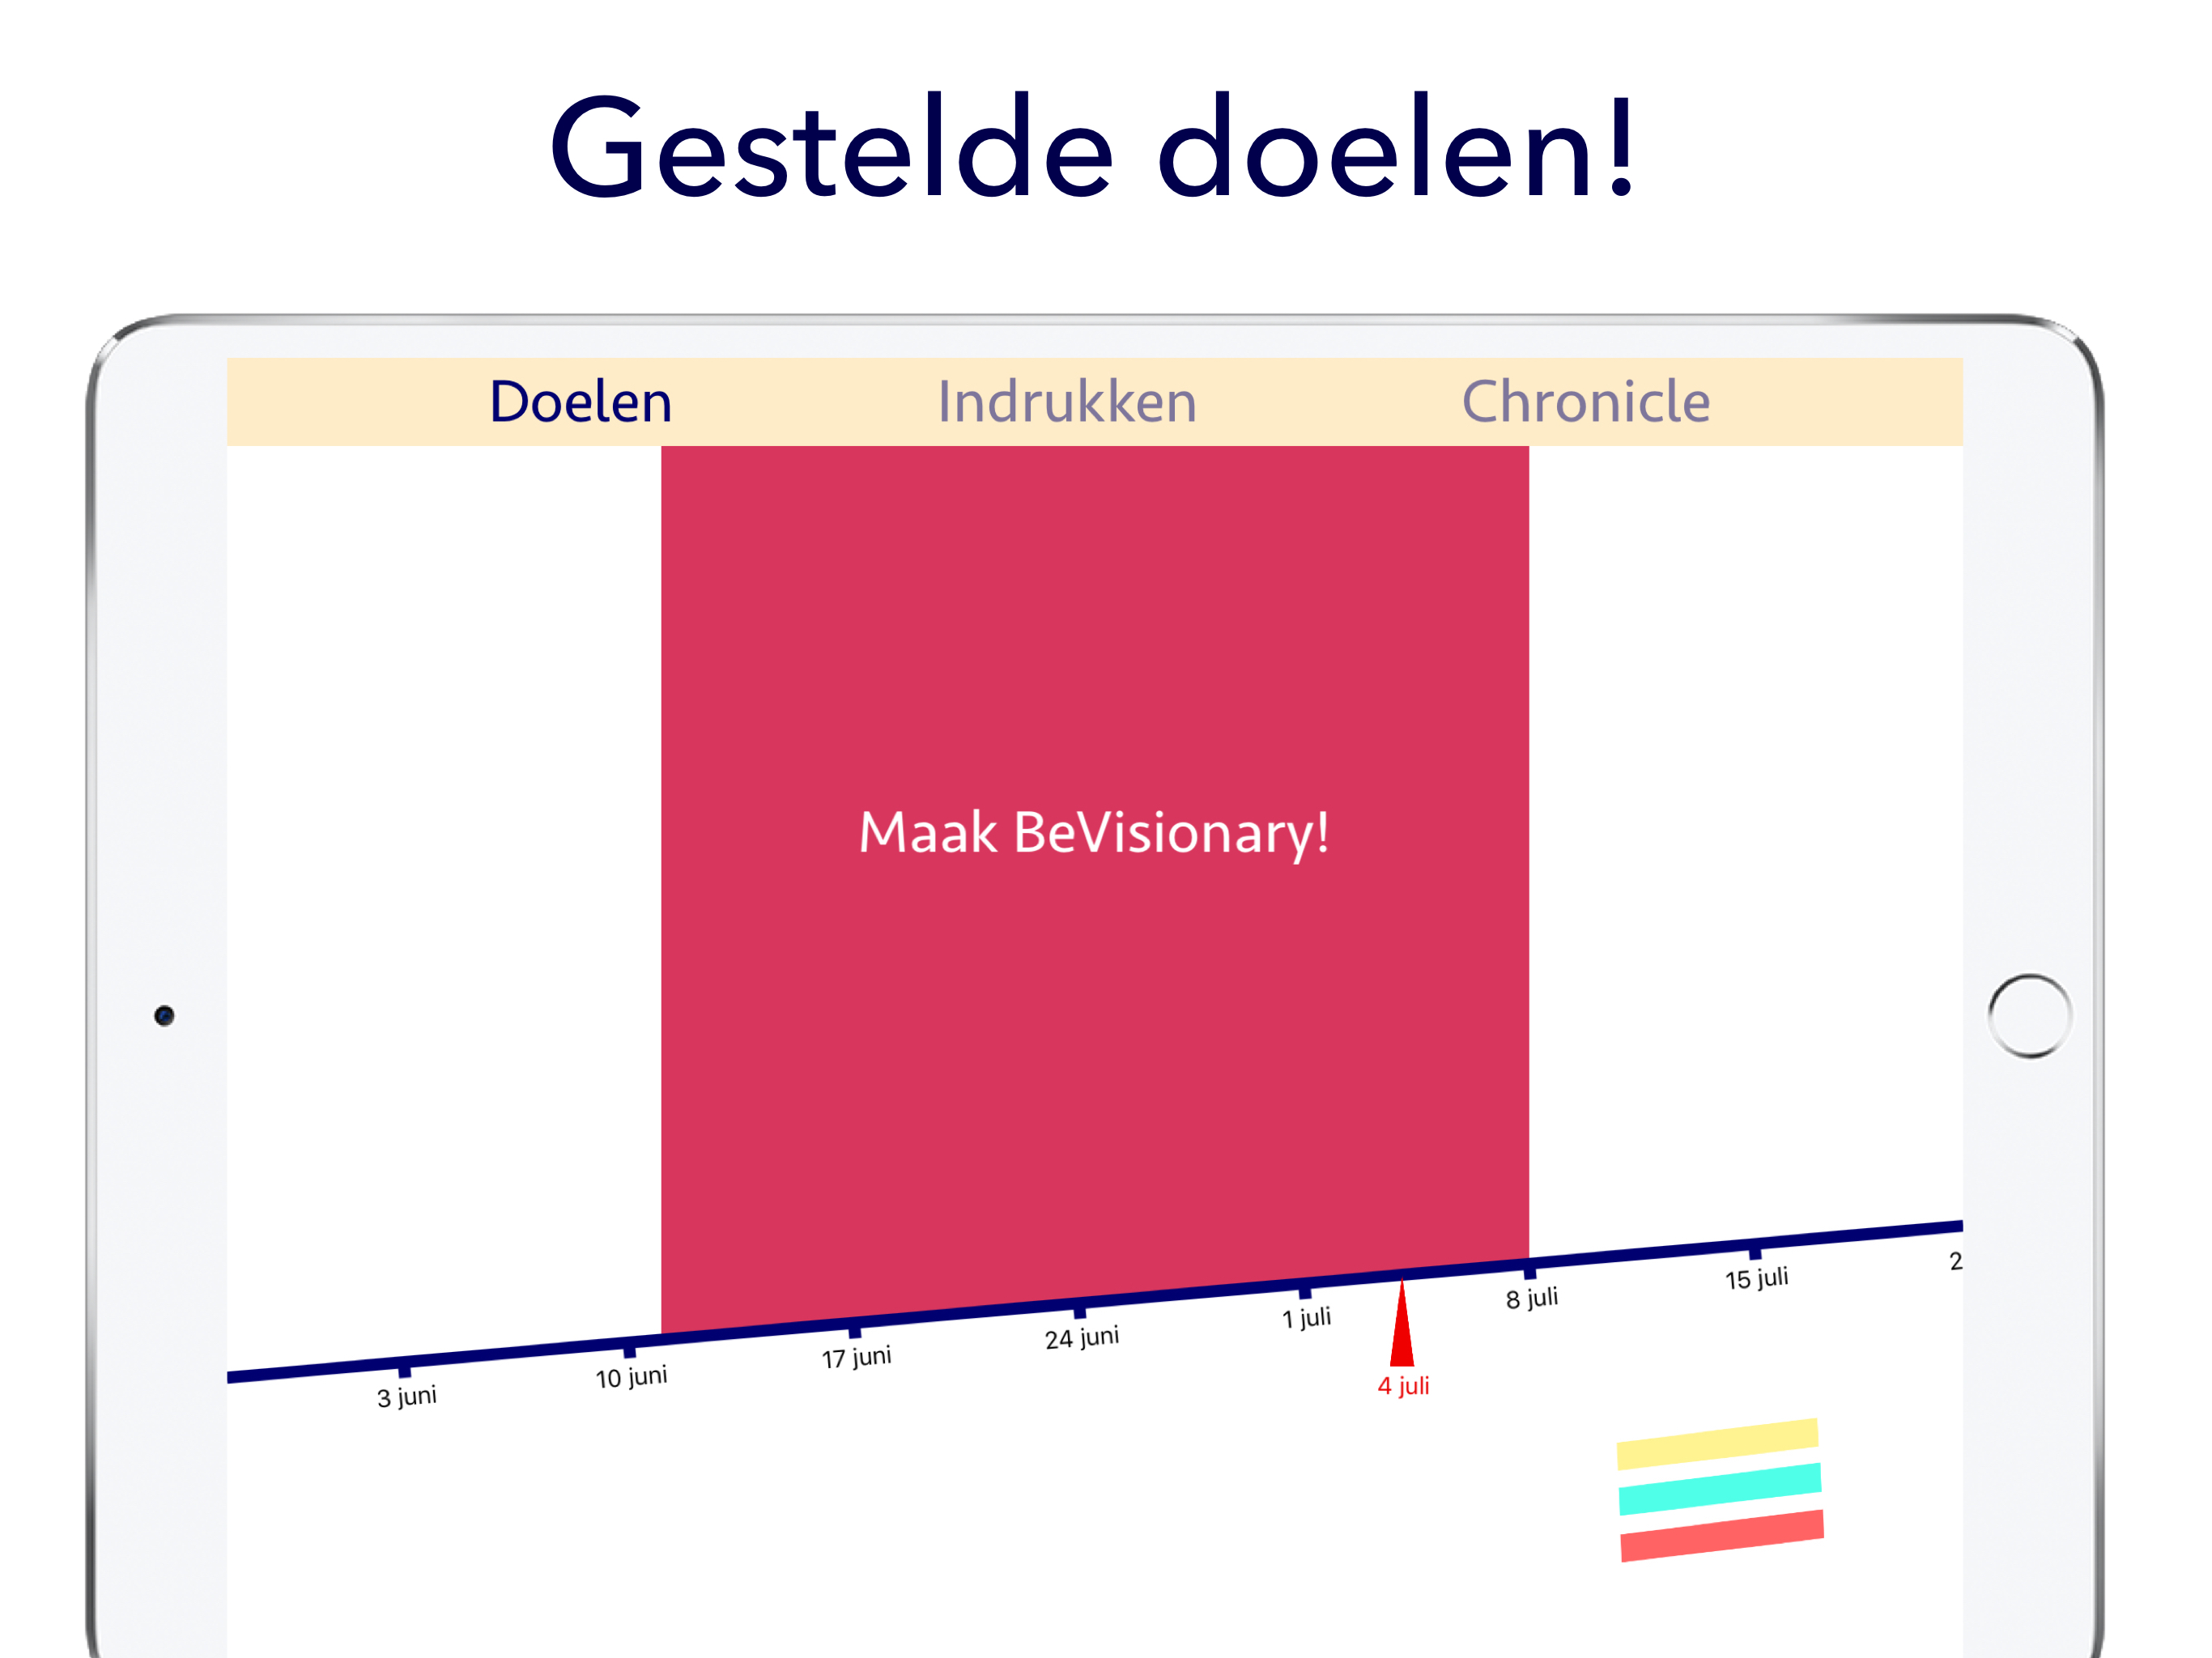 Gestelde doelen!
Doelen Indrukken Chronicle
Maak BeVisionary!
3 juni
10 juni
17 juni
24 juni
1 juli
4 juli
8 juli
15 juli
2